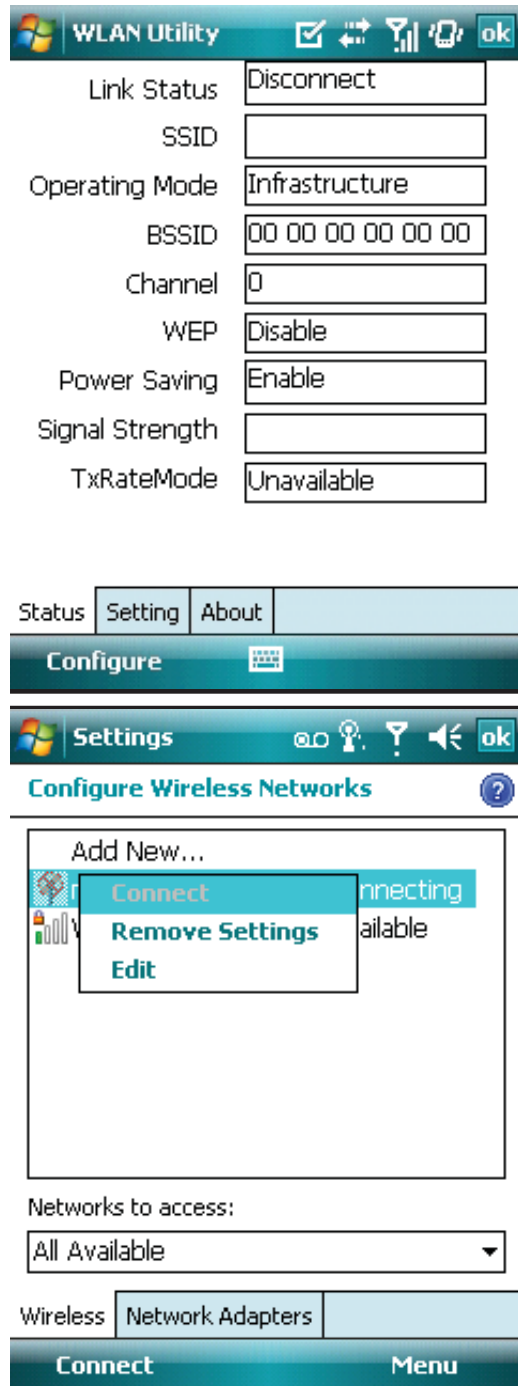 WLAN Utility ok
Link Status Disconnect
SSID
Operating Mode Infrastructure
BSSID 00 00 00 00 00 00
Channel 0
WEP Disable
Power Saving Enable
Signal Strength
TxRateMode Unavailable
Status Setting About
Configure
Settings ok
Configure Wireless Networks ?
Add New...
Connect nnecting
Remove Settings ailable
Edit
Networks to access:
All Available
Wireless Network Adapters
Connect Menu